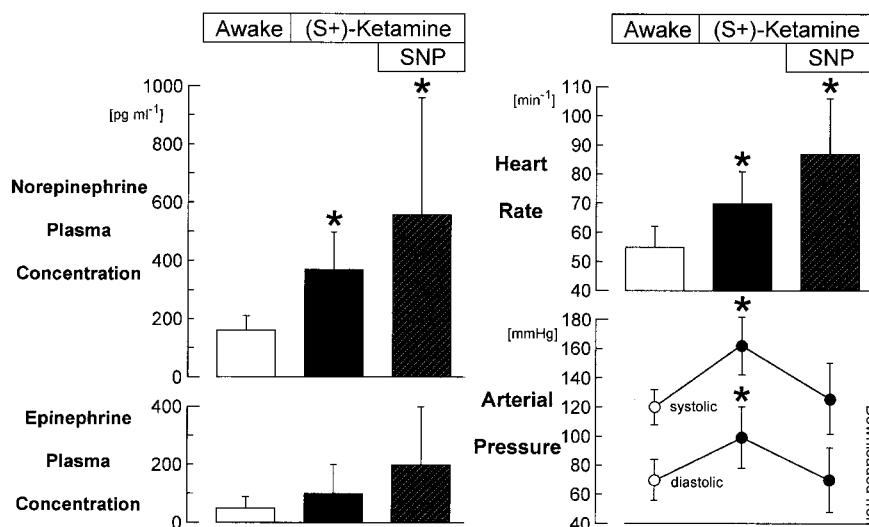 Awake (S+)-Ketamine
SNP
[pg ml-1]
1000
800
600
400
200
0
Norepinephrine
Plasma
Concentration
*
*
400
200
0
Epinephrine
Plasma
Concentration
Awake (S+)-Ketamine
SNP
[min-1]
110
100
90
80
70
60
50
40
Heart
Rate
*
*
[mmHg]
180
160
140
120
100
80
60
40
Arterial
Pressure
*
*
systolic
diastolic